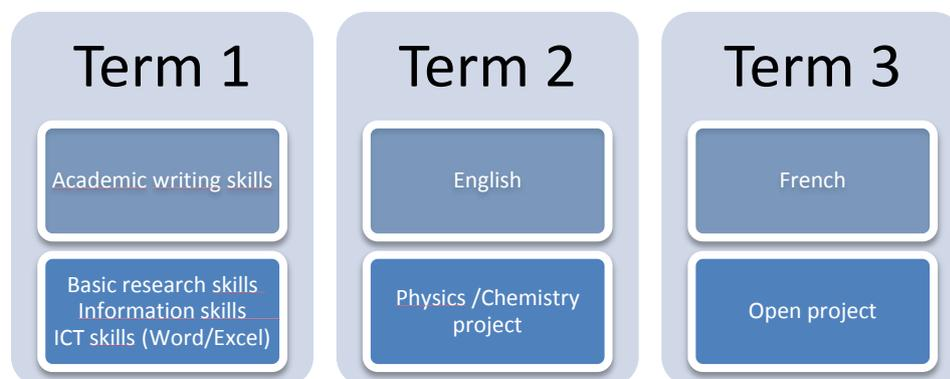 Term 1
Academic writing skills
Basic research skills
Information skills
ICT skills (Word/Excel)
Term 2
English
Physics /Chemistry
project
Term 3
French
Open project